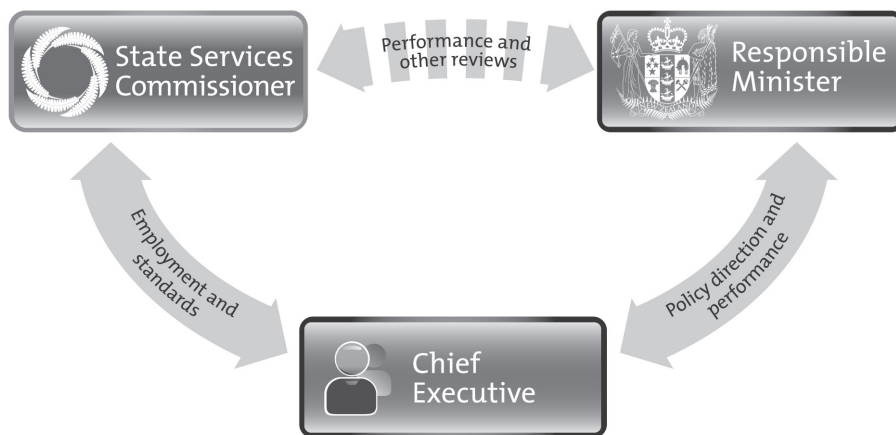 State Services
Commissioner
Performance and
other reviews
Responsible
Minister
Employment and
standards
Policy direction and
performance
Chief
Executive